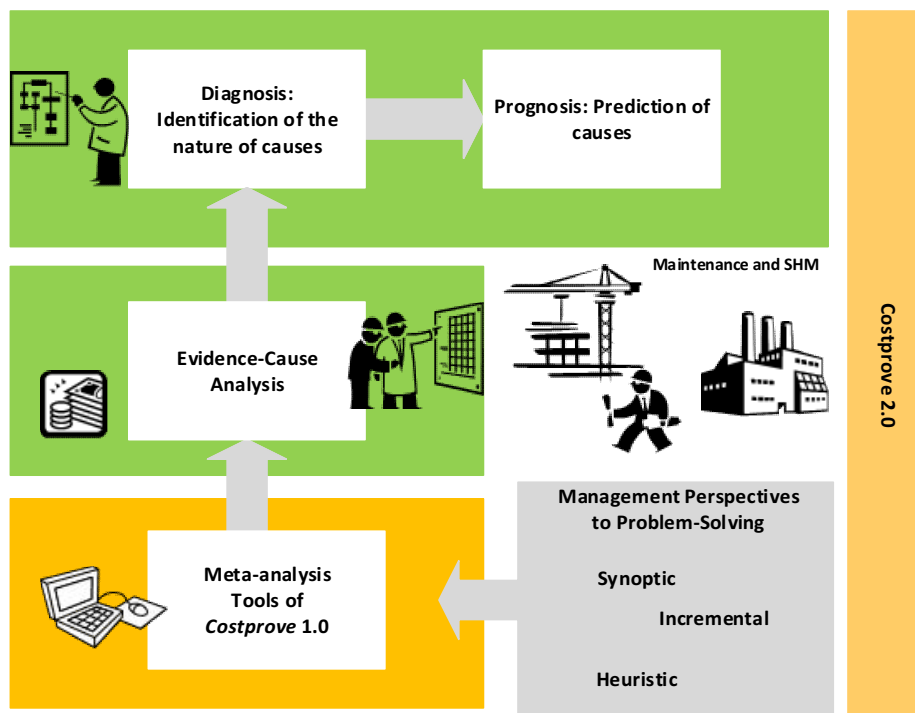 Diagnosis:
Identification of the
nature of causes
Prognosis: Prediction of
causes
Maintenance and SHM
Evidence-Cause
Analysis
Costprove 2.0
Management Perspectives
to Problem-Solving
Meta-analysis
Tools of
Costprove 1.0
Synoptic
Incremental
Heuristic